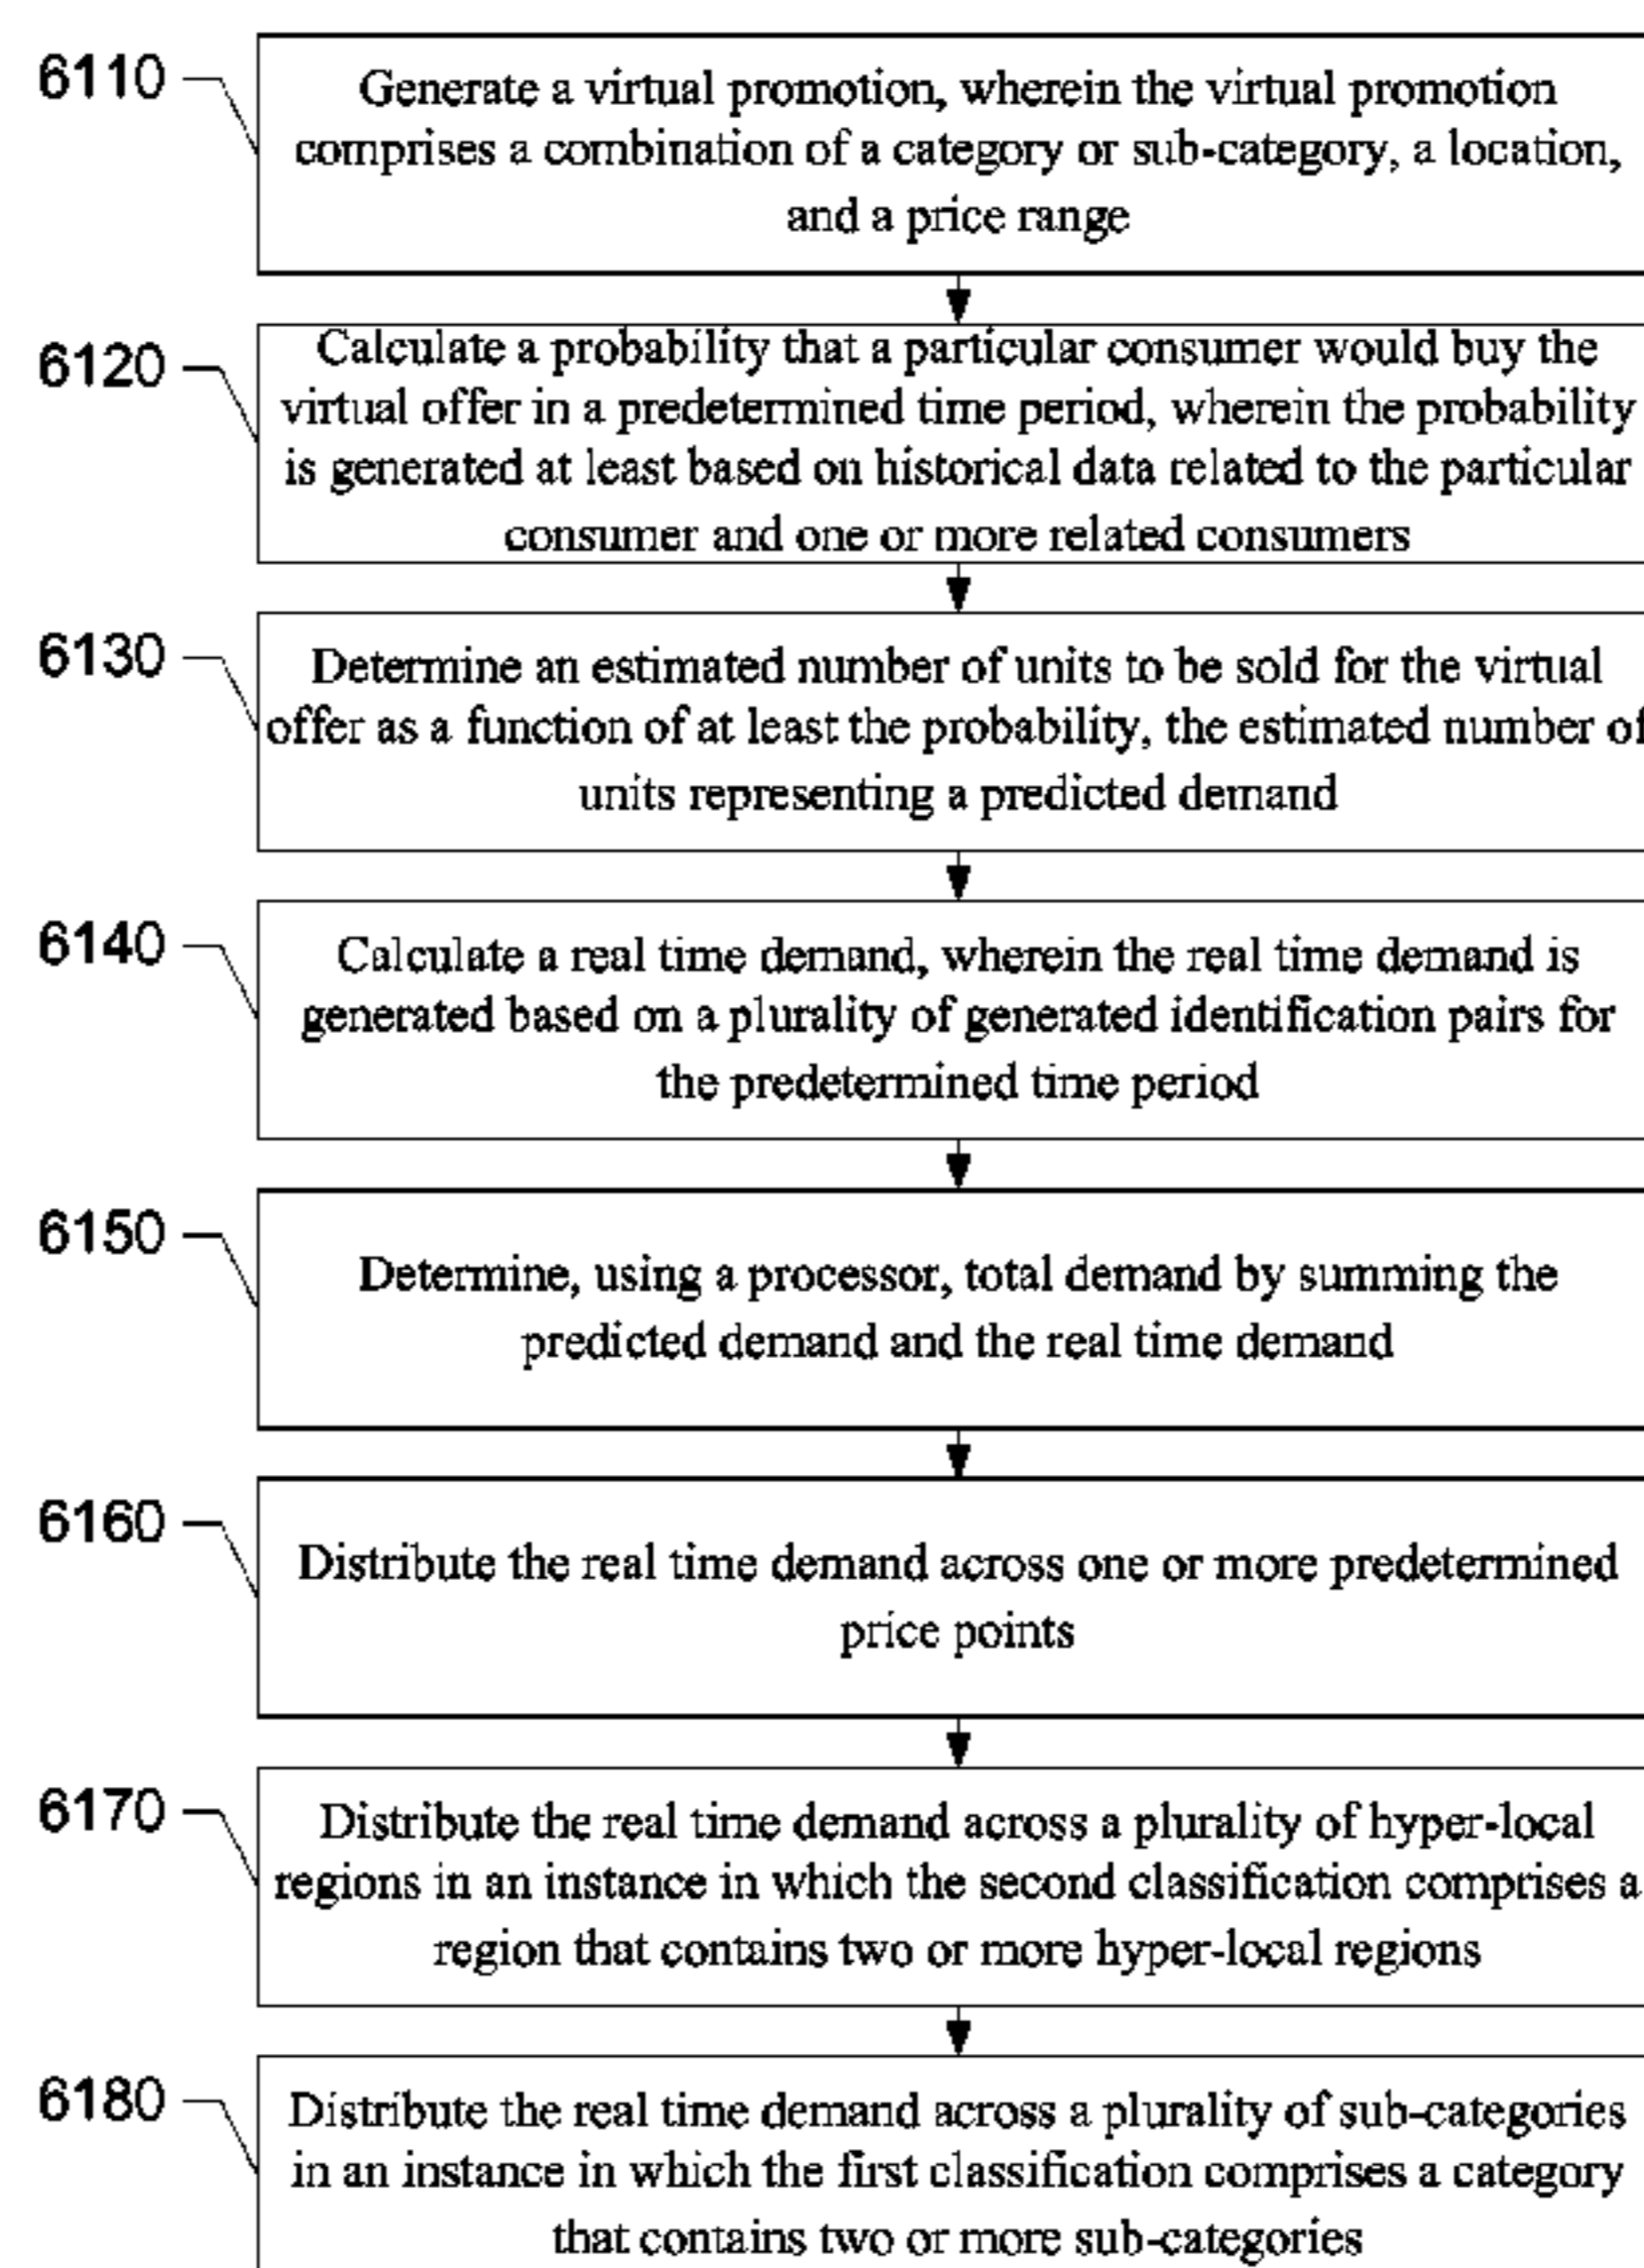 6110
Generate a virtual promotion, wherein the virtual promotion
comprises a combination of a category or sub-category, a location,
and a price range
6120
Calculate a probability that a particular consumer would buy the
virtual offer in a predetermined time period, wherein the probability
is generated at least based on historical data related to the particular
consumer and one or more related consumers
6130
Determine an estimated number of units to be sold for the virtual
offer as a function of at least the probability, the estimated number of
units representing a predicted demand
6140
Calculate a real time demand, wherein the real time demand is
generated based on a plurality of generated identification pairs for
the predetermined time period
6150
Determine, using a processor, total demand by summing the
predicted demand and the real time demand
6160
Distribute the real time demand across one or more predetermined
price points
6170
Distribute the real time demand across a plurality of hyper-local
regions in an instance in which the second classification comprises a
region that contains two or more hyper-local regions
6180
Distribute the real time demand across a plurality of sub-categories
in an instance in which the first classification comprises a category
that contains two or more sub-categories